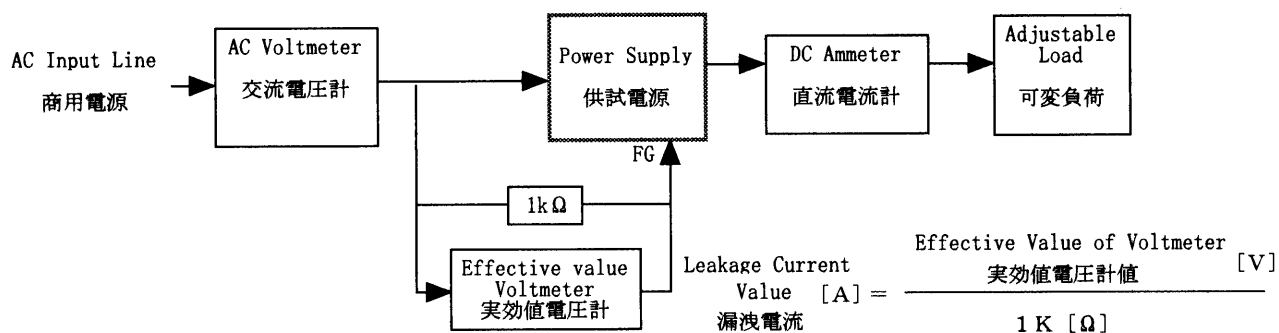 AC Input Line
商用電源
AC Voltmeter
交流電圧計
Power Supply
供試電源
DC Ammeter
直流電流計
Adjustable
Load
可変負荷
FG
1kΩ
Effective value
Voltmeter
実効値電圧計
Leakage Current
Value [A] =
漏洩電流
Effective Value of Voltmeter
実効値電圧計値 [V]
1 K [Ω]